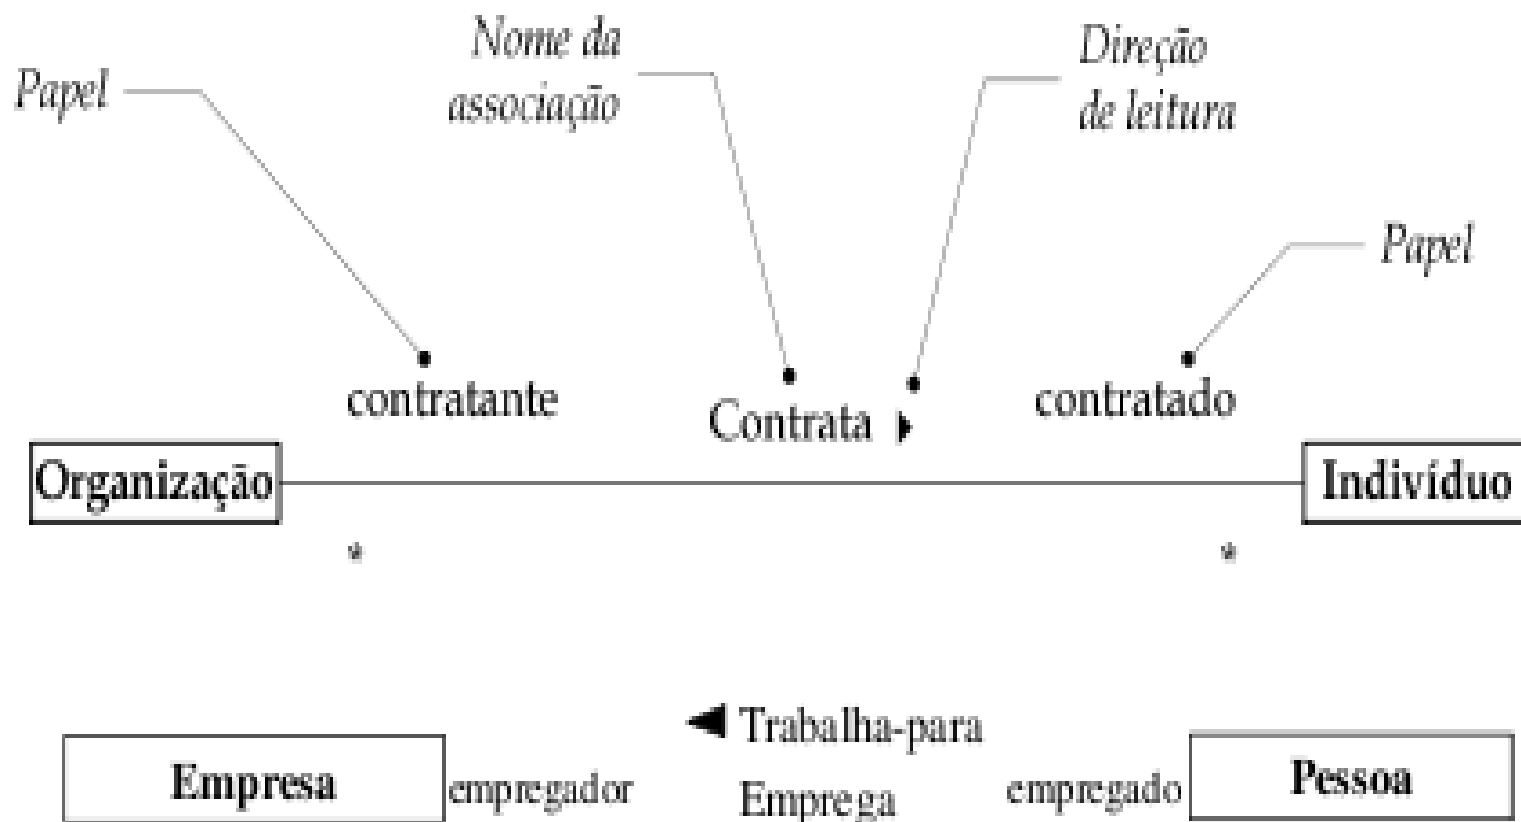 Nome da
associação
Direção
de leitura
Papel
Papel
contratante
Contrata
contratado
Organização
Indivíduo
*
*
Trabalha-para
Empresa
empregador
Emprega
empregado
Pessoa